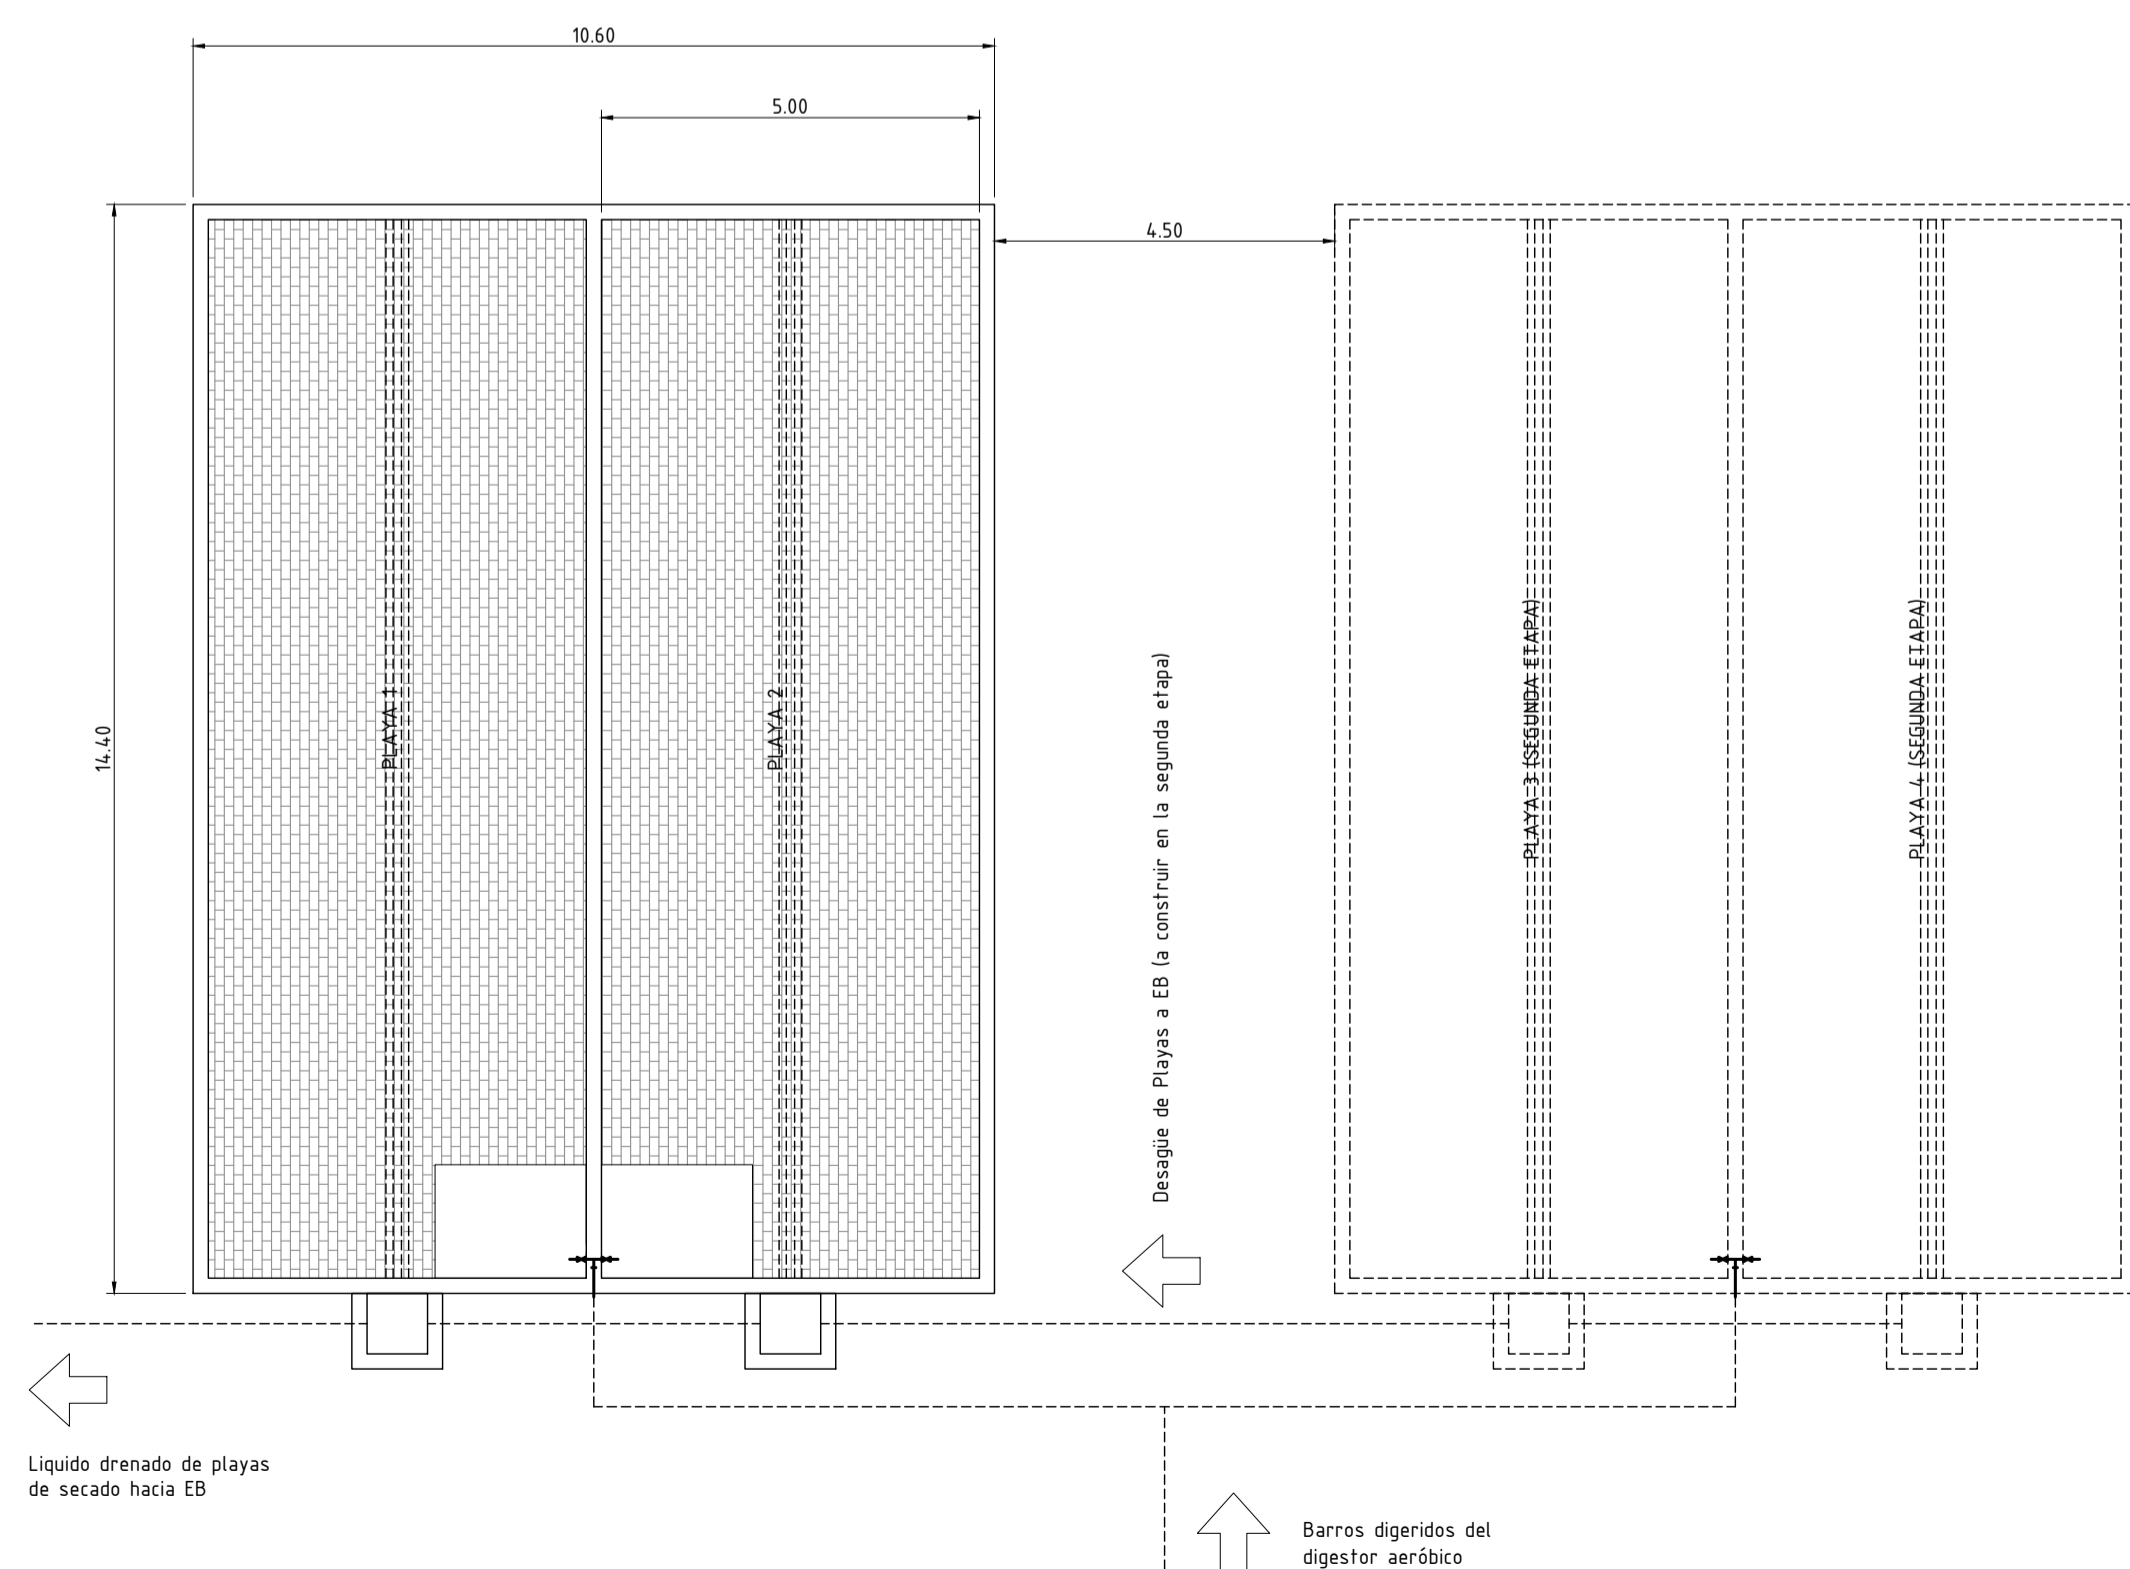 10.60
5.00
4.50
14.40
PLAYA 1
PLAYA 2
Desagüe de Playas a EB (a construir en la segunda etapa)
PLAYA 3 (SEGUNDA ETAPA)
PLAYA 4 (SEGUNDA ETAPA)
Liquido drenado de playas
de secado hacia EB
Barros digeridos del
digestor aeróbico